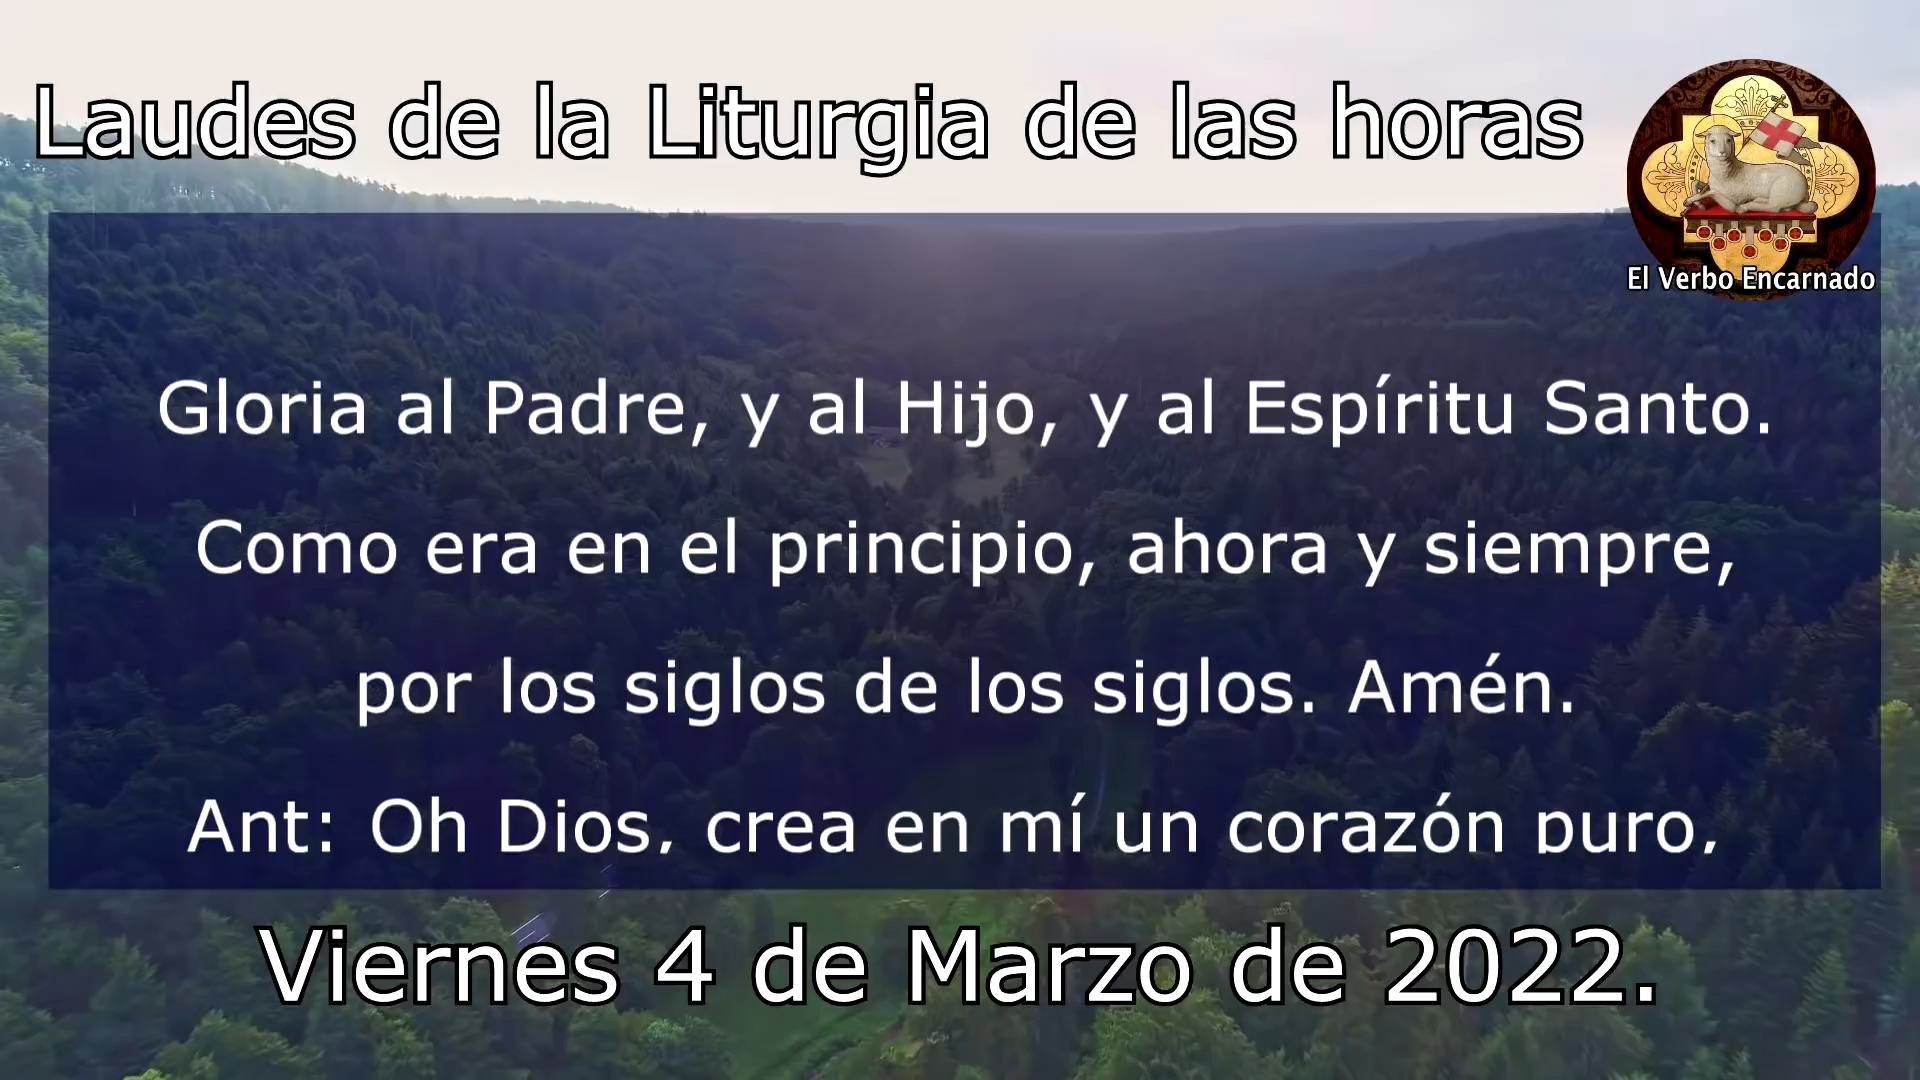 Laudes de la Liturgia de las horas
El Verbo Encarnado
Gloria al Padre, y al Hijo, y al Espíritu Santo.
Como era en el principio, ahora y siempre,
por los siglos de los siglos. Amén.
Ant: Oh Dios, crea en mí un corazón puro,
Viernes 4 de Marzo de 2022.